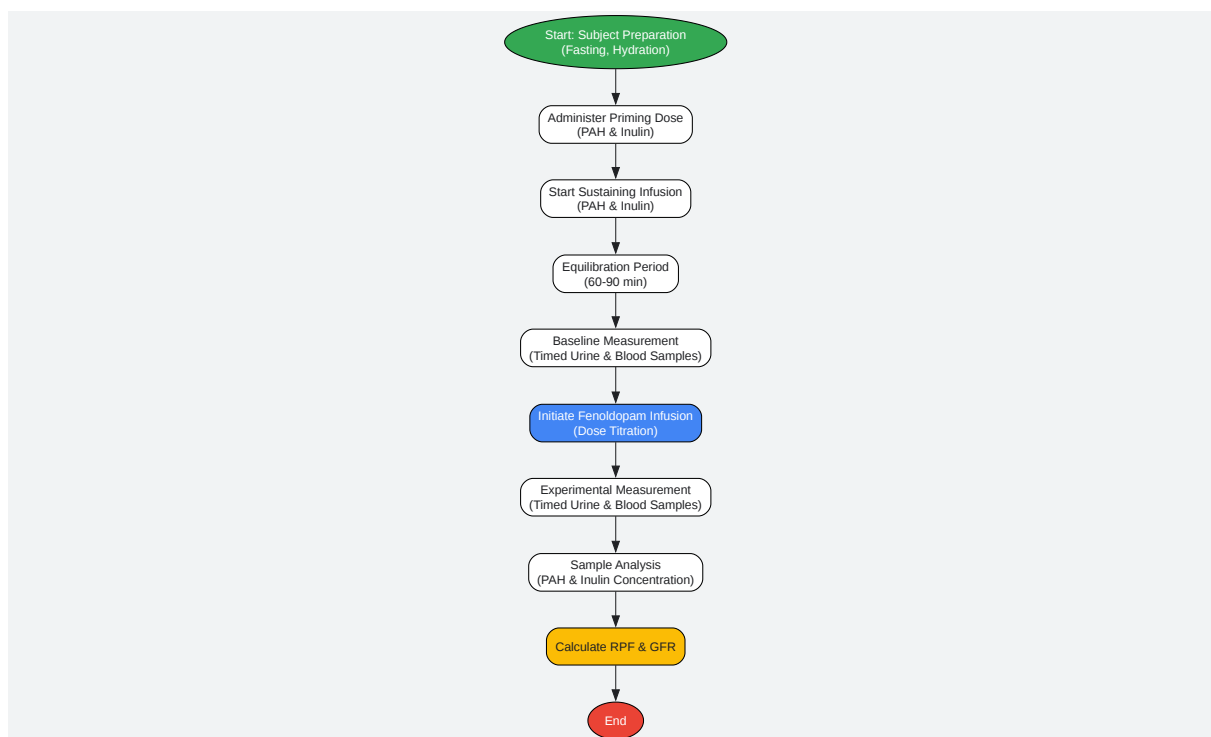 Start: Subject Preparation
(Fasting, Hydration)
Administer Priming Dose
(PAH & Inulin)
Start Sustaining Infusion
(PAH & Inulin)
Equilibration Period
(60-90 min)
Baseline Measurement
(Timed Urine & Blood Samples)
Initiate Fenoldopam Infusion
(Dose Titration)
Experimental Measurement
(Timed Urine & Blood Samples)
Sample Analysis
(PAH & Inulin Concentration)
Calculate RPF & GFR
End